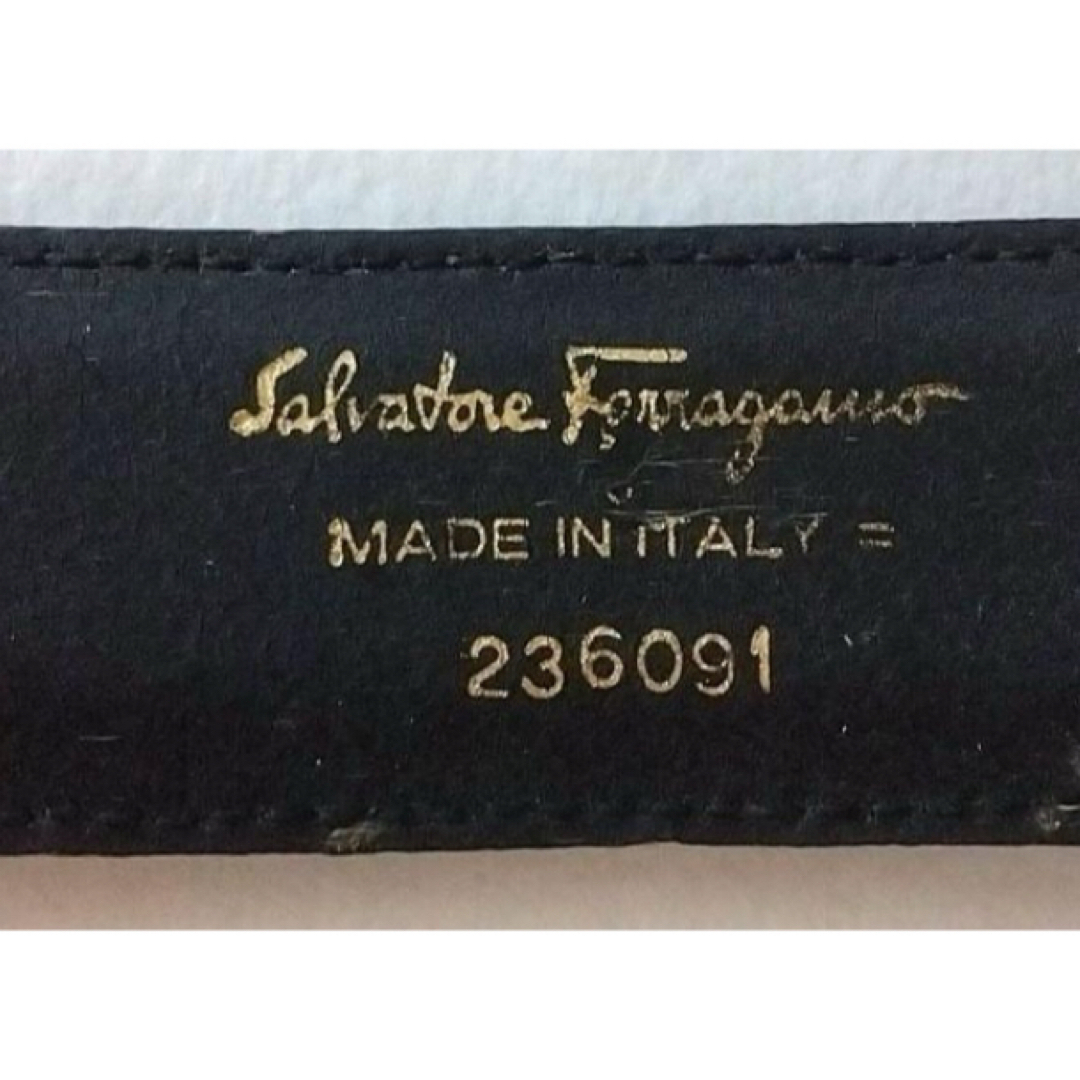 Salvatore Ferragamo
MADE IN ITALY =
236091